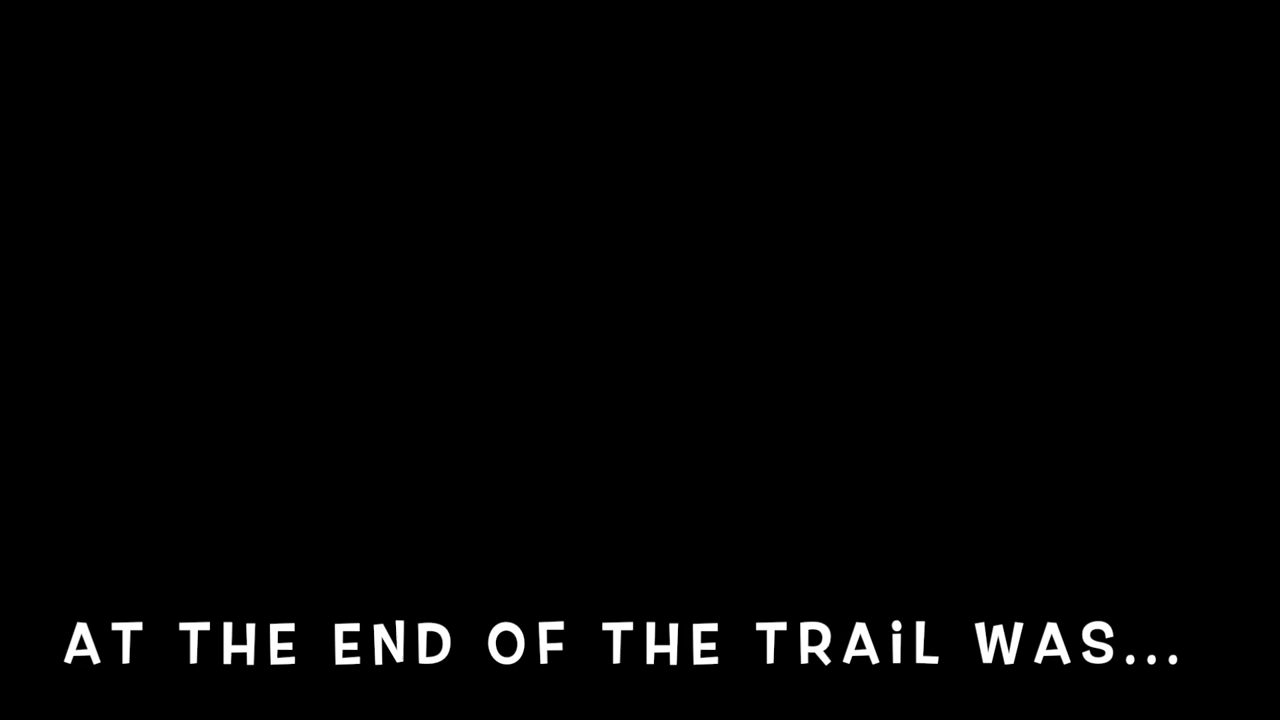 AT THE END OF THE TRAiL WAS...